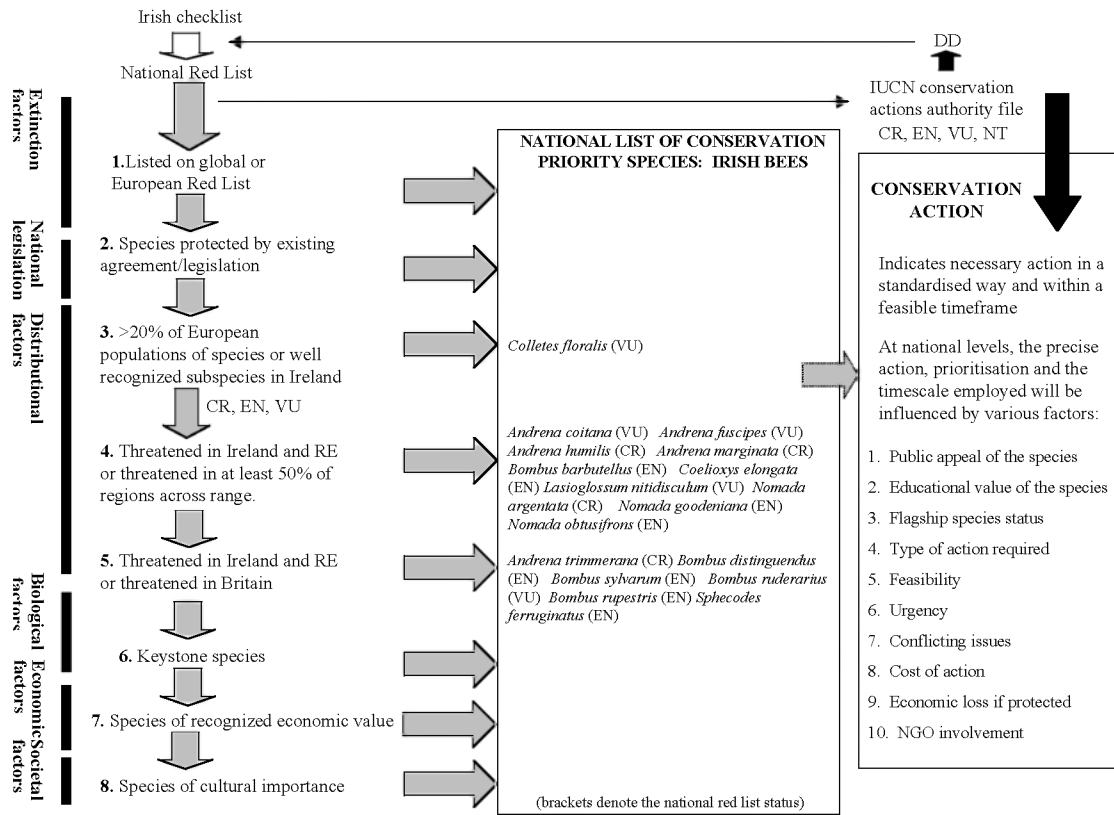 Irish checklist
National Red List
DD
IUCN conservation
actions authority file
CR, EN, VU, NT
Extinction
factors
National
legislation
Distributional
factors
Biological
factors
Economic
factors
Societal
factors
1.Listed on global or
European Red List
2. Species protected by existing
agreement/legislation
3. >20% of European
populations of species or well
recognized subspecies in Ireland
CR, EN, VU
4. Threatened in Ireland and RE
or threatened in at least 50% of
regions across range.
5. Threatened in Ireland and RE
or threatened in Britain
6. Keystone species
7. Species of recognized economic value
8. Species of cultural importance
NATIONAL LIST OF CONSERVATION
PRIORITY SPECIES: IRISH BEES
Colletes floralis (VU)
Andrena coitana (VU) Andrena fuscipes (VU)
Andrena humilis (CR) Andrena marginata (CR)
Bombus barbutellus (EN) Coelioxys elongata
(EN) Lasioglossum nitidisculum (VU) Nomada
argentata (CR) Nomada goodeniana (EN)
Nomada obtusifrons (EN)
Andrena trimmerana (CR) Bombus distinguendus
(EN) Bombus sylvarum (EN) Bombus ruderarius
(VU) Bombus rupestris (EN) Sphecodes
ferruginatus (EN)
(brackets denote the national red list status)
CONSERVATION
ACTION
Indicates necessary action in a
standardised way and within a
feasible timeframe
At national levels, the precise
action, prioritisation and the
timescale employed will be
influenced by various factors:
1. Public appeal of the species
2. Educational value of the species
3. Flagship species status
4. Type of action required
5. Feasibility
6. Urgency
7. Conflicting issues
8. Cost of action
9. Economic loss if protected
10. NGO involvement